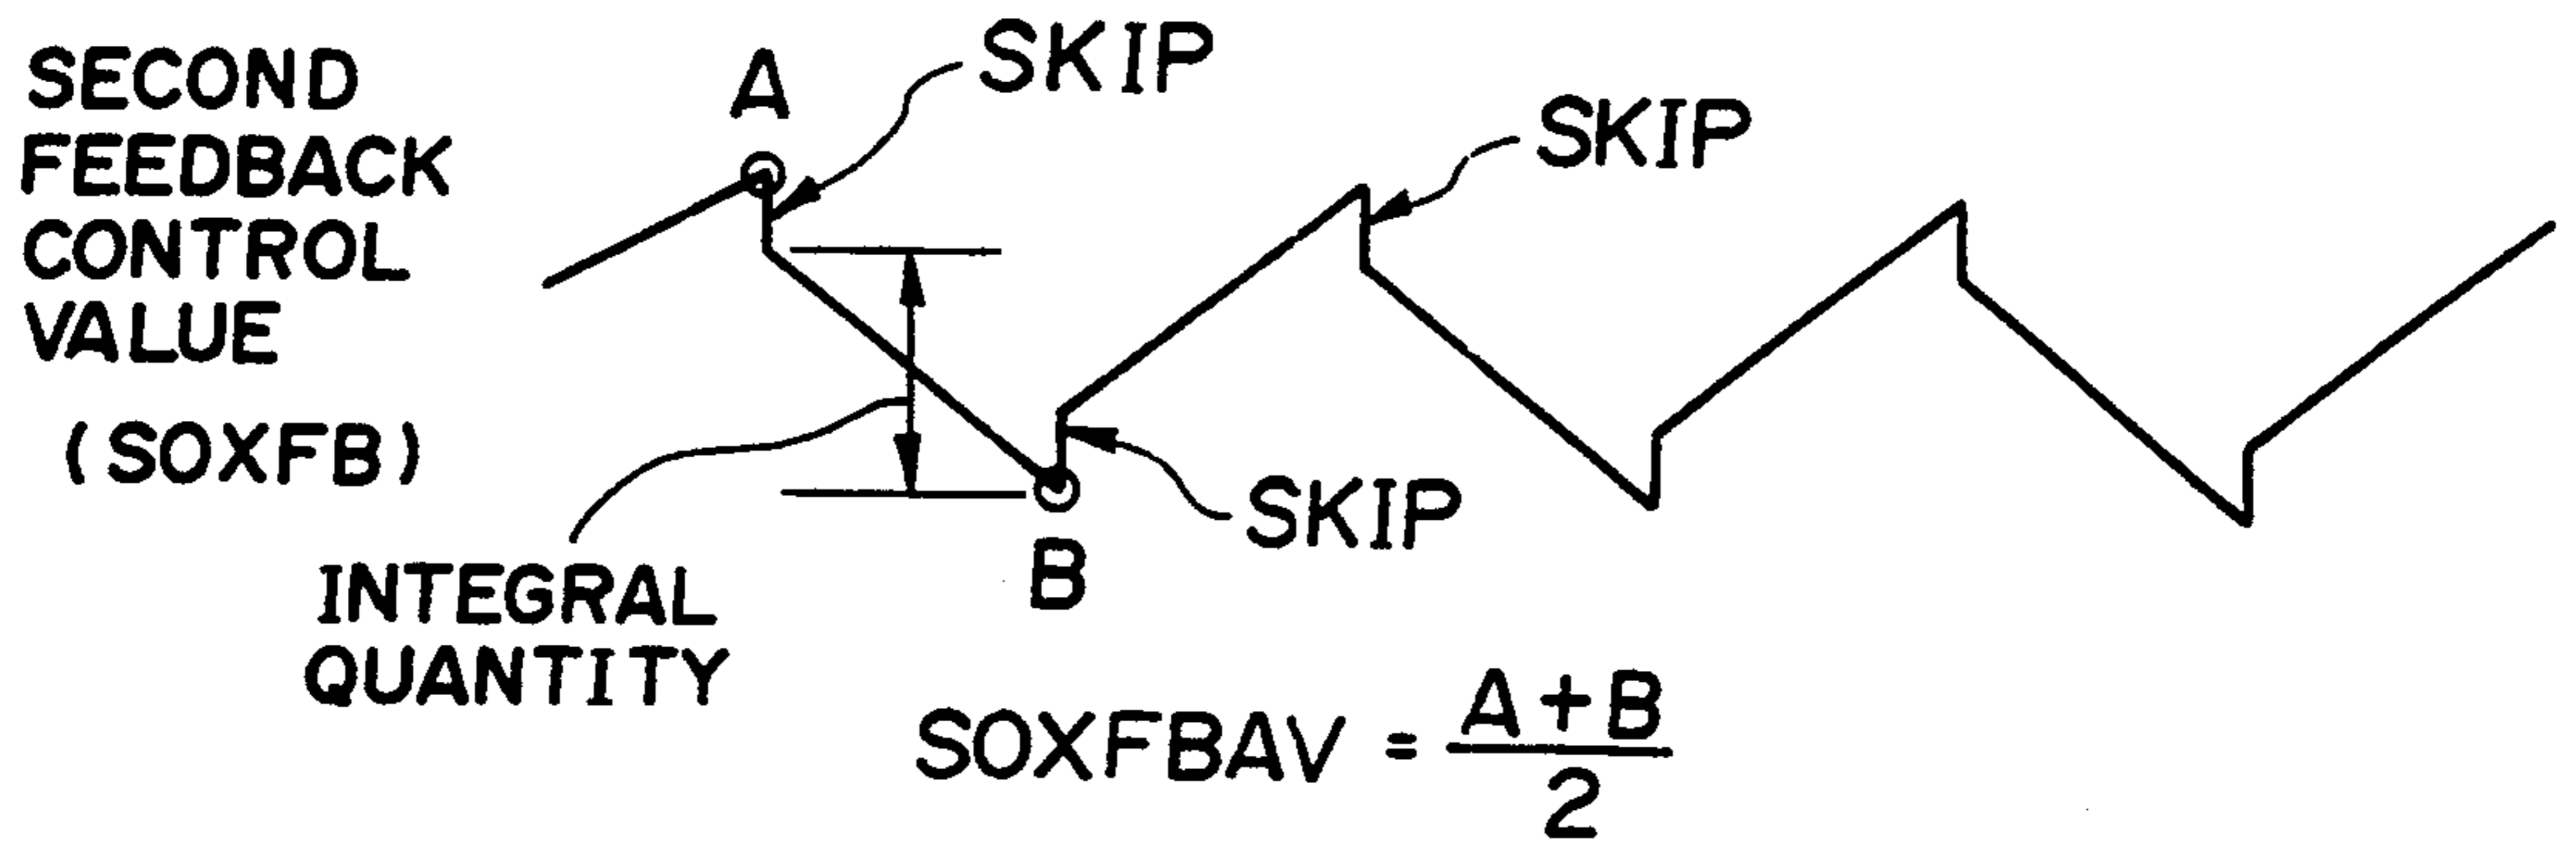 SECOND
FEEDBACK
CONTROL
VALUE
(SOXFB)
A
SKIP
SKIP
SKIP
B
INTEGRAL
QUANTITY
SOXFBAV = A+B
2